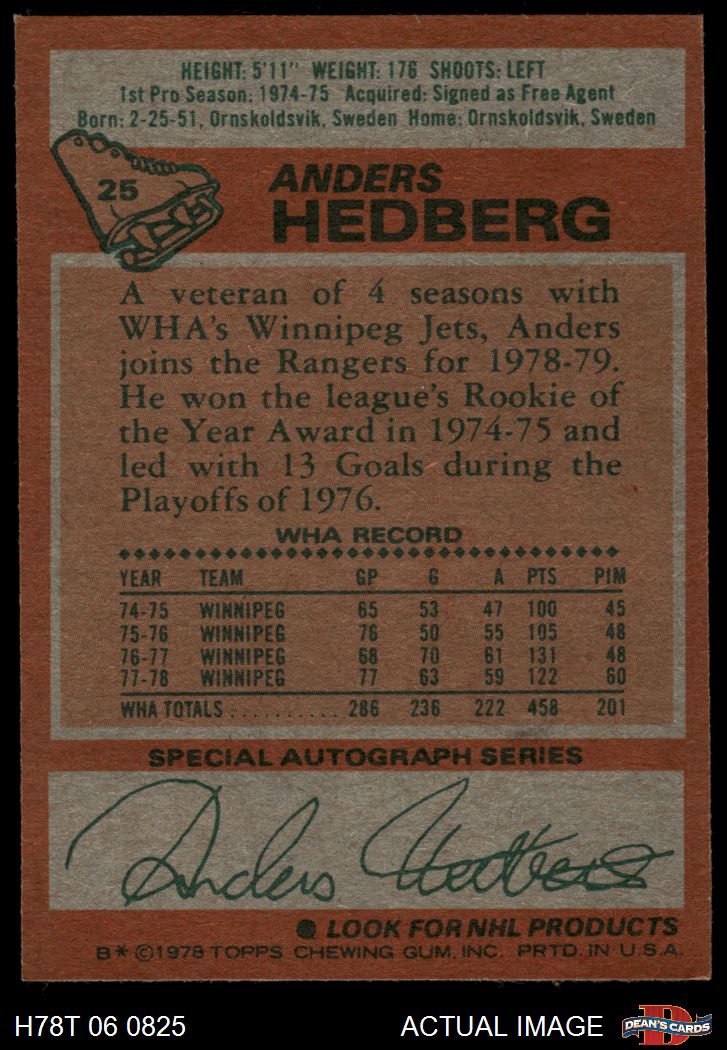 HEIGHT: 5'11" WEIGHT: 176 SHOOTS: LEFT
1st Pro Season: 1974-75 Acquired: Signed as Free Agent
Born: 2-25-51, Ornskoldsvik, Sweden Home: Ornskoldsvik, Sweden
25
ANDERS
HEDBERG
A veteran of 4 seasons with
WHA's Winnipeg Jets, Anders
joins the Rangers for 1978-79.
He won the league's Rookie of
the Year Award in 1974-75 and
led with 13 Goals during the
Playoffs of 1976.
WHA RECORD
YEAR TEAM GP G A PTS PIM
74-75 WINNIPEG 65 53 47 100 45
75-76 WINNIPEG 76 50 55 105 48
76-77 WINNIPEG 68 70 61 131 48
77-78 WINNIPEG 77 63 59 122 60
WHA TOTALS .......... 286 236 222 458 201
SPECIAL AUTOGRAPH SERIES
Anders Hedberg
LOOK FOR NHL PRODUCTS
B* ©1978 TOPPS CHEWING GUM, INC. PRTD. IN U.S.A.
H78T 06 0825 ACTUAL IMAGE D DEAN'S CARDS